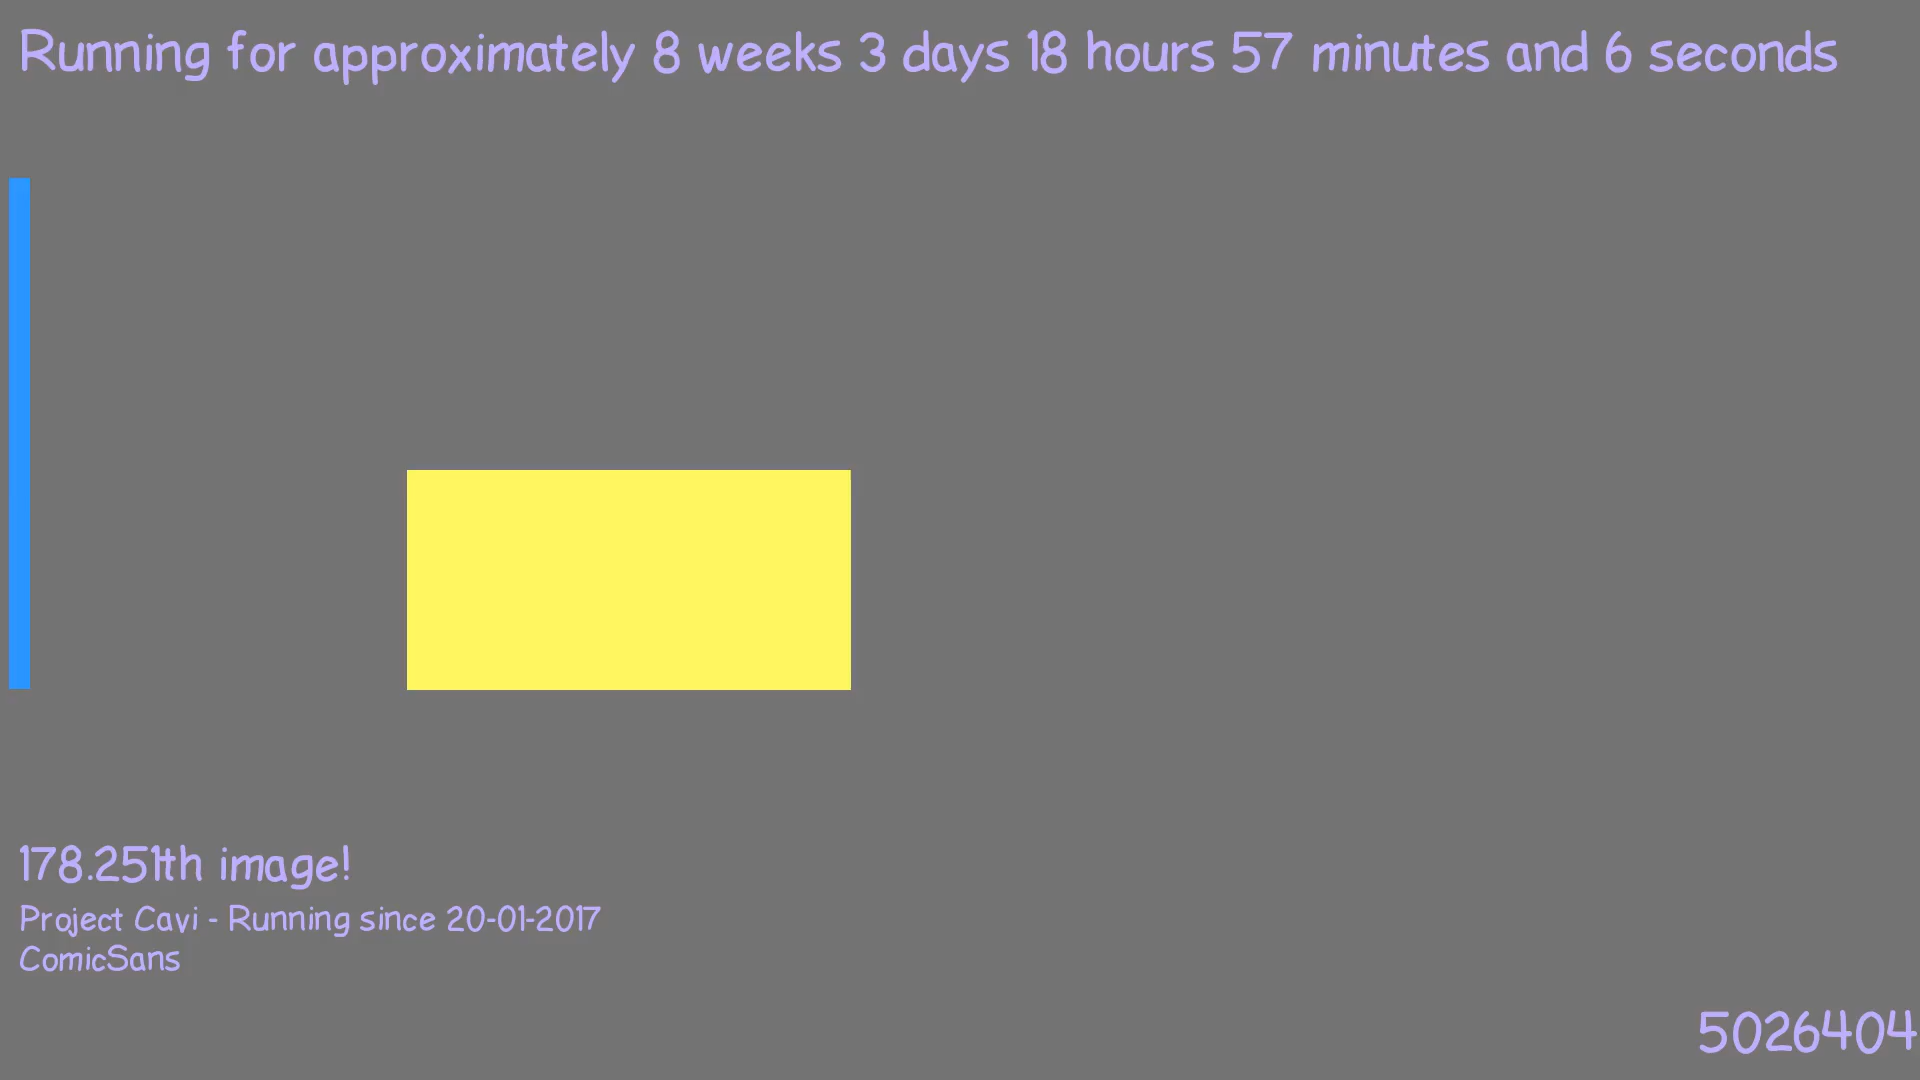 Running for approximately 8 weeks 3 days 18 hours 57 minutes and 6 seconds
178.251th image!
Project Cavi - Running since 20-01-2017
ComicSans
5026404